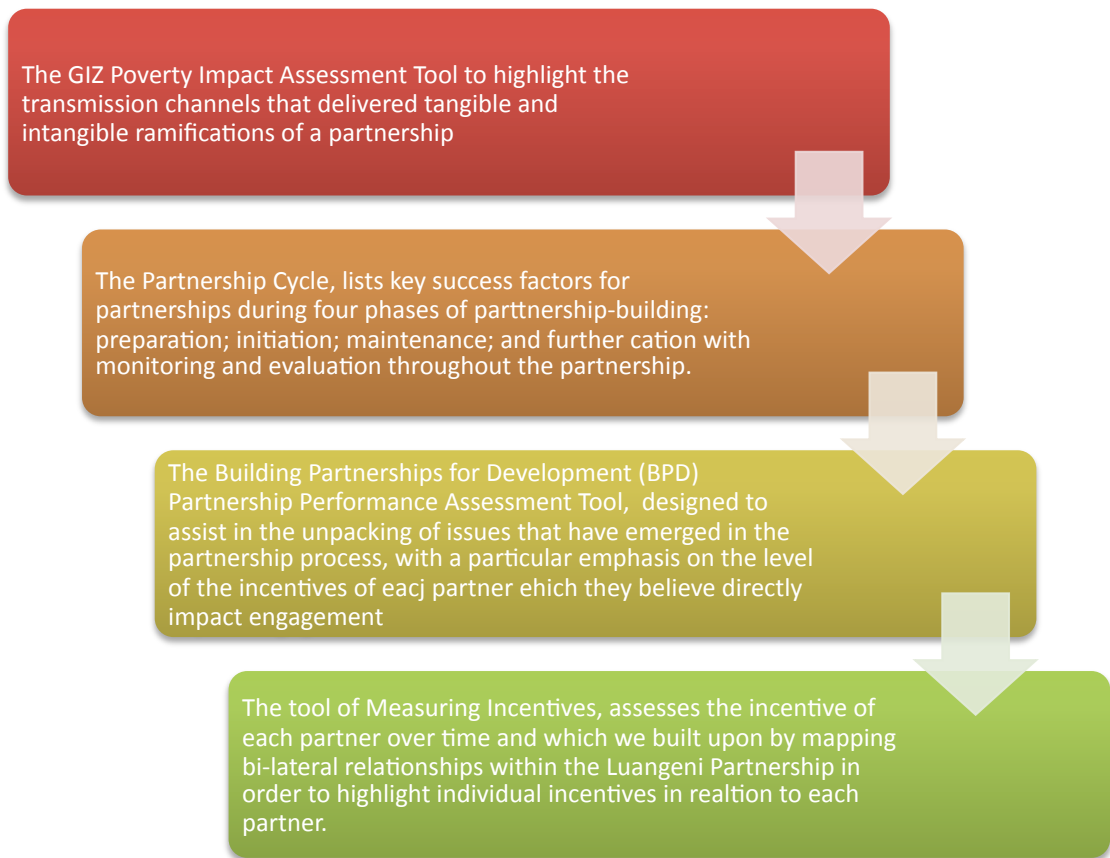 The GIZ Poverty Impact Assessment Tool to highlight the
transmission channels that delivered tangible and
intangible ramifications of a partnership
The Partnership Cycle, lists key success factors for
partnerships during four phases of parttnership-building:
preparation; initiation; maintenance; and further cation with
monitoring and evaluation throughout the partnership.
The Building Partnerships for Development (BPD)
Partnership Performance Assessment Tool,  designed to
assist in the unpacking of issues that have emerged in the
partnership process, with a particular emphasis on the level
of the incentives of eacj partner ehich they believe directly
impact engagement
The tool of Measuring Incentives, assesses the incentive of
each partner over time and which we built upon by mapping
bi-lateral relationships within the Luangeni Partnership in
order to highlight individual incentives in realtion to each
partner.